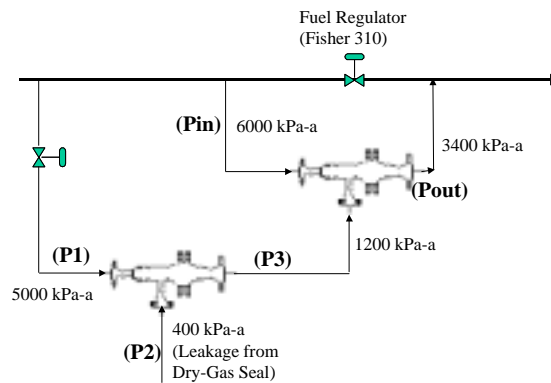 Fuel Regulator
(Fisher 310)
(Pin)
6000 kPa-a
3400 kPa-a
(Pout)
(P1)
(P3)
1200 kPa-a
5000 kPa-a
400 kPa-a
(P2)
(Leakage from
Dry-Gas Seal)